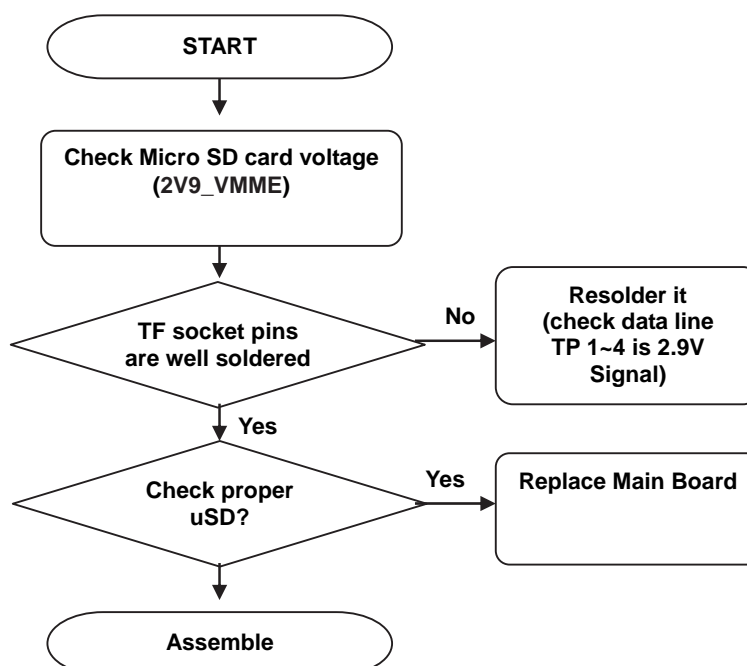 START
Check Micro SD card voltage
(2V9_VMME)
TF socket pins
are well soldered
No
Resolder it
(check data line
TP 1~4 is 2.9V
Signal)
Yes
Check proper
uSD?
Yes
Replace Main Board
Assemble